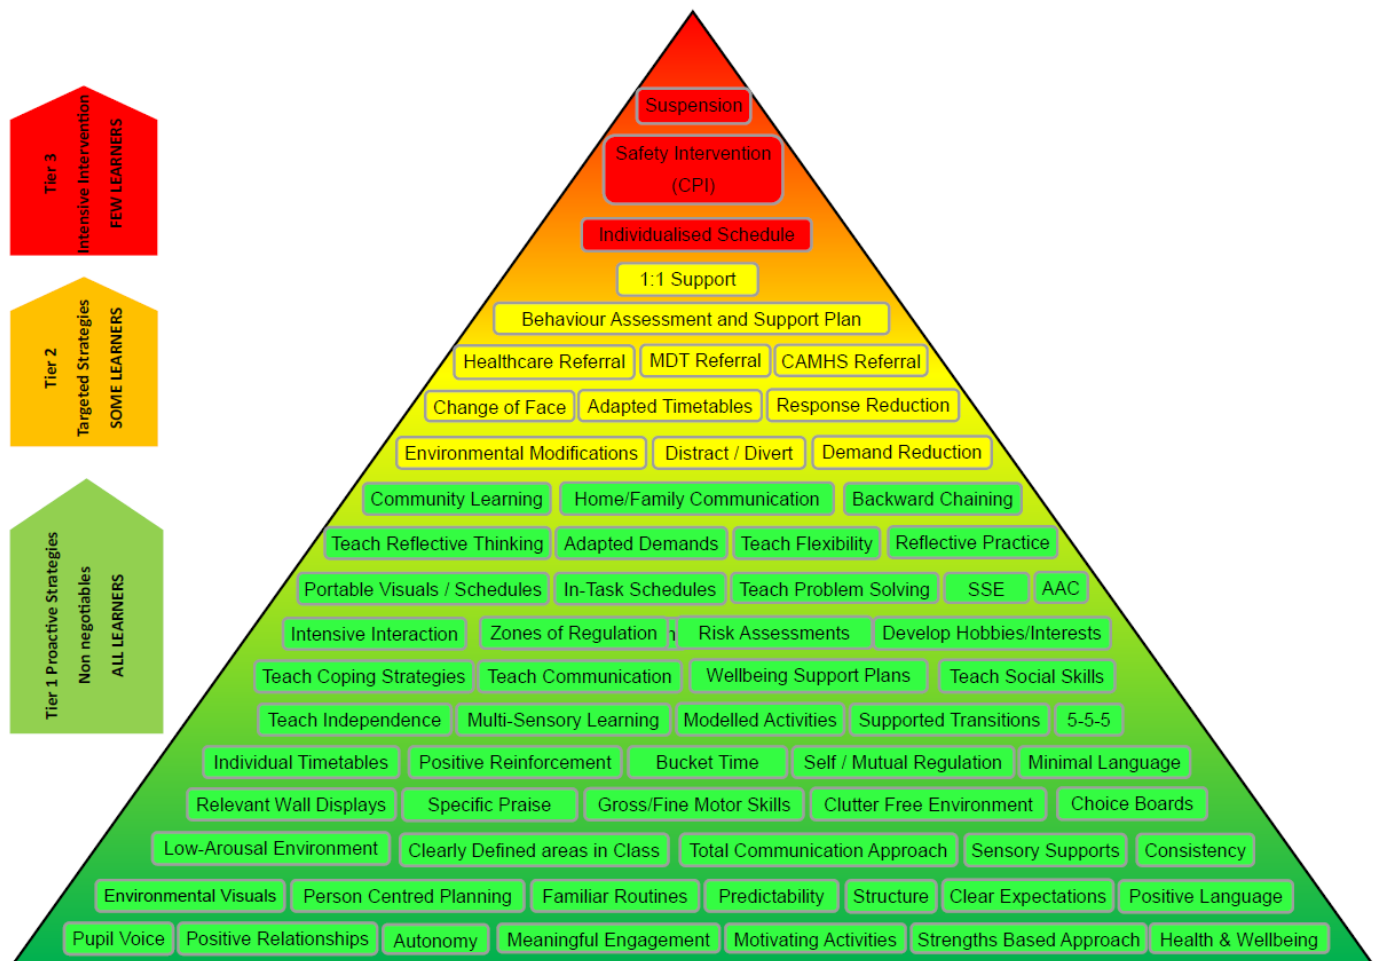 Suspension
Safety Intervention
(CPI)
Individualised Schedule
1:1 Support
Behaviour Assessment and Support Plan
Healthcare Referral MDT Referral CAMHS Referral
Change of Face Adapted Timetables Response Reduction
Environmental Modifications Distract / Divert Demand Reduction
Community Learning Home/Family Communication Backward Chaining
Teach Reflective Thinking Adapted Demands Teach Flexibility Reflective Practice
Portable Visuals / Schedules In-Task Schedules Teach Problem Solving SSE AAC
Intensive Interaction Zones of Regulation Risk Assessments Develop Hobbies/Interests
Teach Coping Strategies Teach Communication Wellbeing Support Plans Teach Social Skills
Teach Independence Multi-Sensory Learning Modelled Activities Supported Transitions 5-5-5
Individual Timetables Positive Reinforcement Bucket Time Self / Mutual Regulation Minimal Language
Relevant Wall Displays Specific Praise Gross/Fine Motor Skills Clutter Free Environment Choice Boards
Low-Arousal Environment Clearly Defined areas in Class Total Communication Approach Sensory Supports Consistency
Environmental Visuals Person Centred Planning Familiar Routines Predictability Structure Clear Expectations Positive Language
Pupil Voice Positive Relationships Autonomy Meaningful Engagement Motivating Activities Strengths Based Approach Health & Wellbeing
Tier 3
Intensive Intervention
FEW LEARNERS
Tier 2
Targeted Strategies
SOME LEARNERS
Tier 1 Proactive Strategies
Non negotiables
ALL LEARNERS